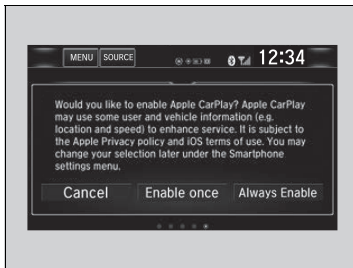 MENU SOURCE 12:34
Would you like to enable Apple CarPlay? Apple CarPlay
may use some user and vehicle information (e.g.
location and speed) to enhance service. It is subject to
the Apple Privacy policy and iOS terms of use. You may
change your selection later under the Smartphone
settings menu.
Cancel Enable once Always Enable